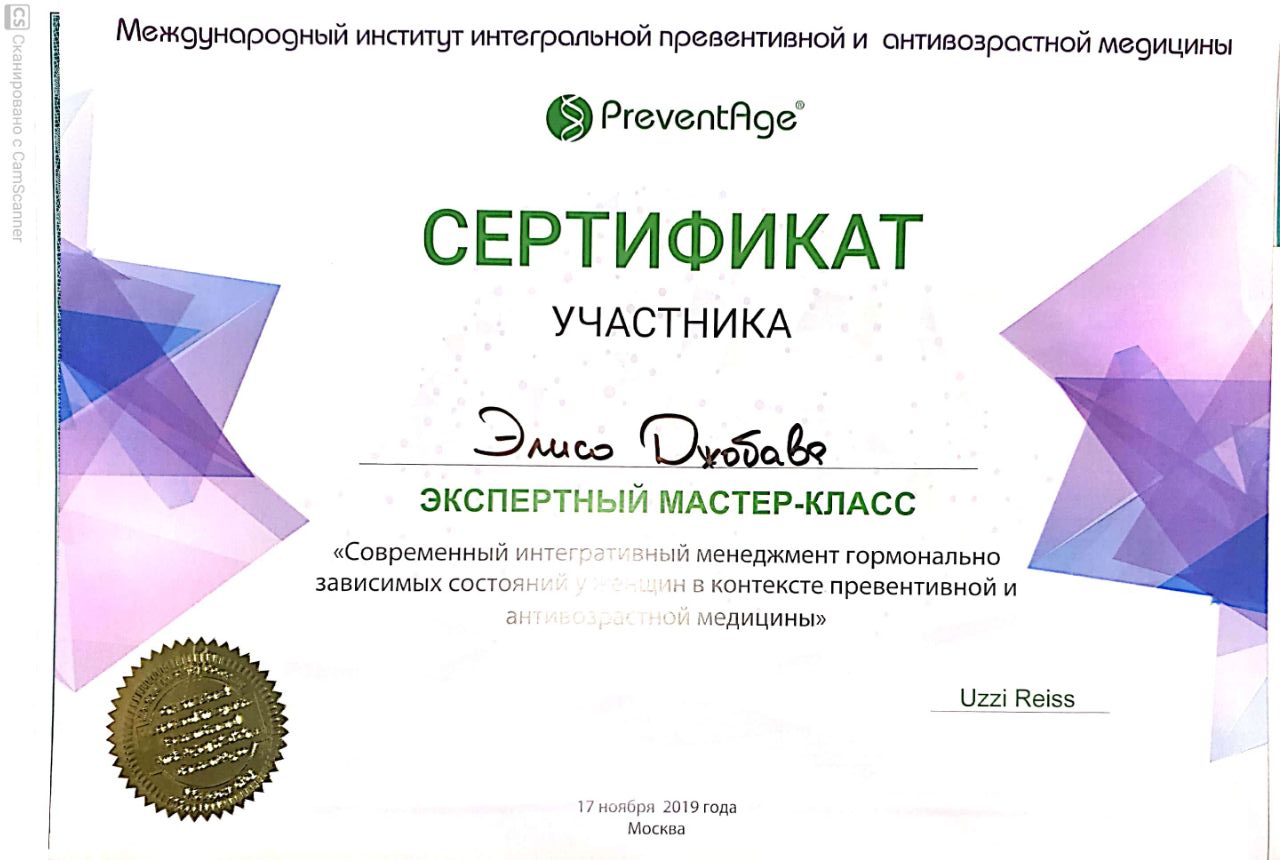 Международный институт интегральной превентивной и антивозрастной медицины
PreventAge®
СЕРТИФИКАТ
УЧАСТНИКА
Элисо Джобава
ЭКСПЕРТНЫЙ МАСТЕР-КЛАСС
«Современный интегративный менеджмент гормонально
зависимых состояний у женщин в контексте превентивной и
антивозрастной медицины»
Uzzi Reiss
17 ноября 2019 года
Москва
CS Сканировано с CamScanner